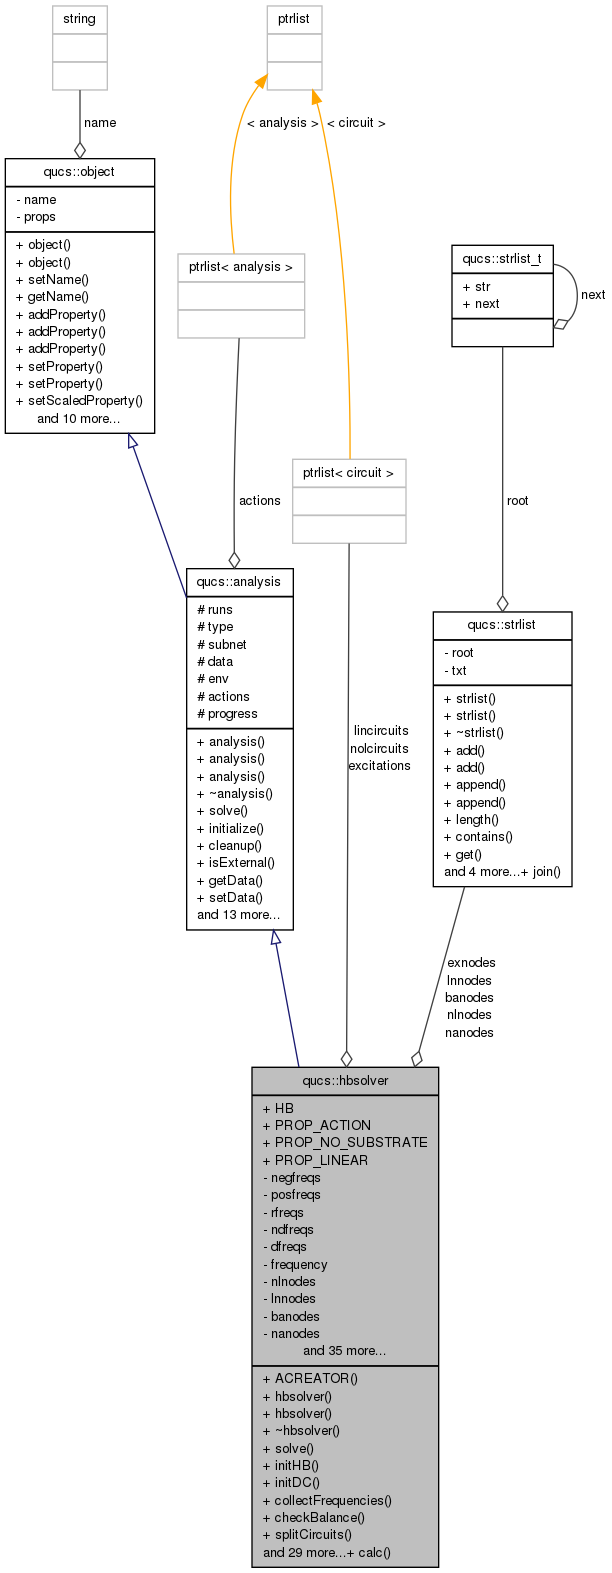 string
ptrlist
name
< analysis >
< circuit >
qucs::object
- name
- props
+ object()
+ object()
+ setName()
+ getName()
+ addProperty()
+ addProperty()
+ addProperty()
+ setProperty()
+ setProperty()
+ setScaledProperty()
and 10 more...
ptrlist< analysis >
qucs::strlist_t
+ str
+ next
next
ptrlist< circuit >
actions
root
qucs::analysis
# runs
# type
# subnet
# data
# env
# actions
# progress
+ analysis()
+ analysis()
+ analysis()
+ ~analysis()
+ solve()
+ initialize()
+ cleanup()
+ isExternal()
+ getData()
+ setData()
and 13 more...
lincircuits
nolcircuits
excitations
qucs::strlist
- root
- txt
+ strlist()
+ strlist()
+ ~strlist()
+ add()
+ add()
+ append()
+ append()
+ length()
+ contains()
+ get()
and 4 more...+ join()
exnodes
lnnodes
banodes
nlnodes
nanodes
qucs::hbsolver
+ HB
+ PROP_ACTION
+ PROP_NO_SUBSTRATE
+ PROP_LINEAR
- negfreqs
- posfreqs
- rfreqs
- ndfreqs
- dfreqs
- frequency
- nlnodes
- lnnodes
- banodes
- nanodes
and 35 more...
+ ACREATOR()
+ hbsolver()
+ hbsolver()
+ ~hbsolver()
+ solve()
+ initHB()
+ initDC()
+ collectFrequencies()
+ checkBalance()
+ splitCircuits()
and 29 more...+ calc()